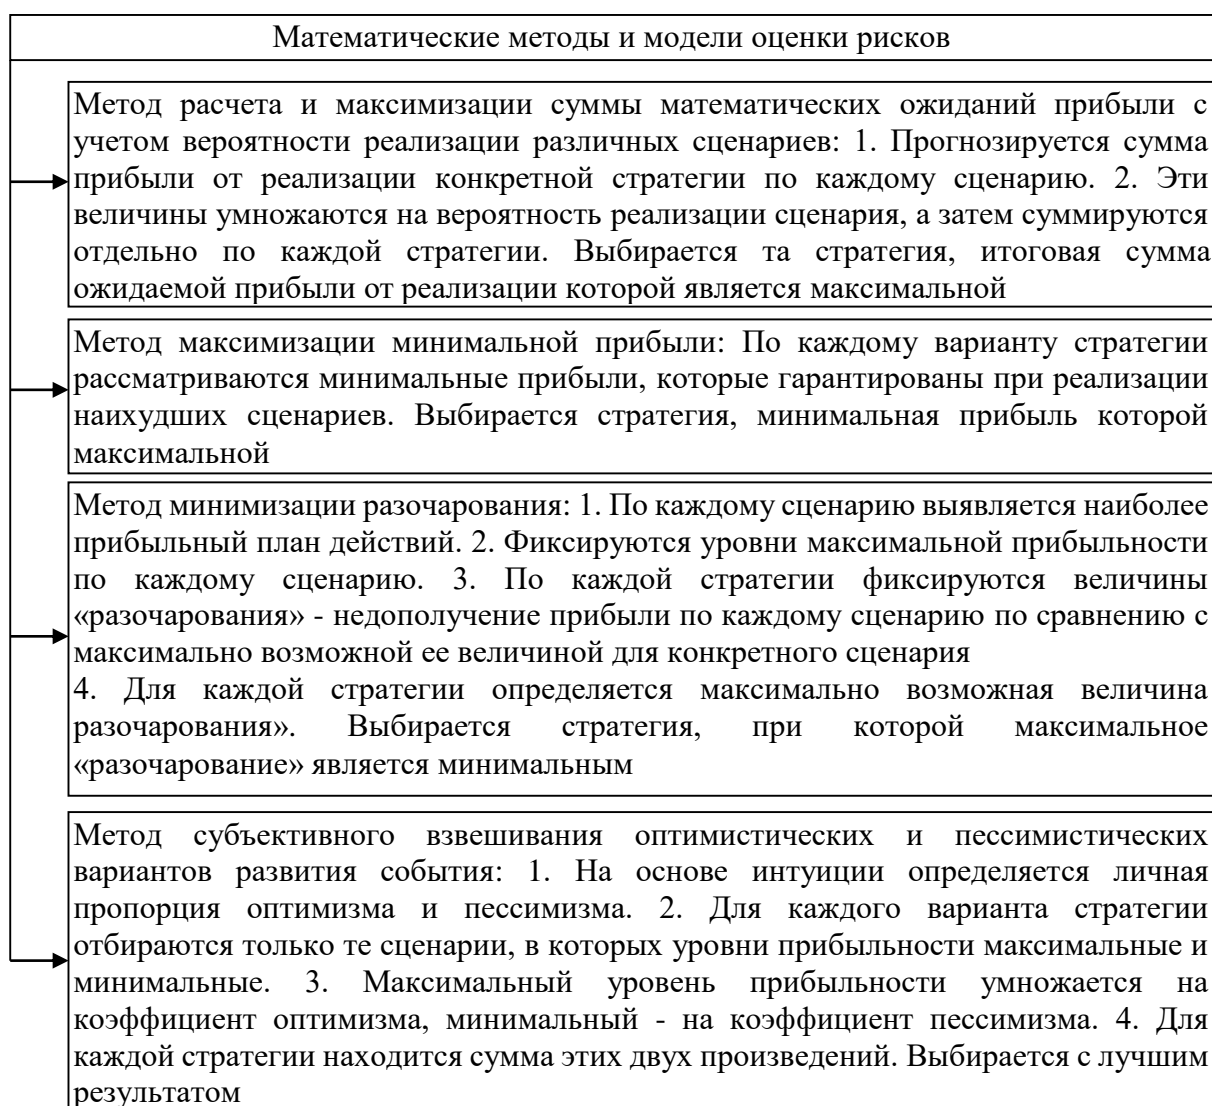 Математические методы и модели оценки рисков
Метод расчета и максимизации суммы математических ожиданий прибыли с
учетом вероятности реализации различных сценариев: 1. Прогнозируется сумма
прибыли от реализации конкретной стратегии по каждому сценарию. 2. Эти
величины умножаются на вероятность реализации сценария, а затем суммируются
отдельно по каждой стратегии. Выбирается та стратегия, итоговая сумма
ожидаемой прибыли от реализации которой является максимальной
Метод максимизации минимальной прибыли: По каждому варианту стратегии
рассматриваются минимальные прибыли, которые гарантированы при реализации
наихудших сценариев. Выбирается стратегия, минимальная прибыль которой
максимальной
Метод минимизации разочарования: 1. По каждому сценарию выявляется наиболее
прибыльный план действий. 2. Фиксируются уровни максимальной прибыльности
по каждому сценарию. 3. По каждой стратегии фиксируются величины
«разочарования» - недополучение прибыли по каждому сценарию по сравнению с
максимально возможной ее величиной для конкретного сценария
4. Для каждой стратегии определяется максимально возможная величина
разочарования». Выбирается стратегия, при которой максимальное
«разочарование» является минимальным
Метод субъективного взвешивания оптимистических и пессимистических
вариантов развития события: 1. На основе интуиции определяется личная
пропорция оптимизма и пессимизма. 2. Для каждого варианта стратегии
отбираются только те сценарии, в которых уровни прибыльности максимальные и
минимальные. 3. Максимальный уровень прибыльности умножается на
коэффициент оптимизма, минимальный - на коэффициент пессимизма. 4. Для
каждой стратегии находится сумма этих двух произведений. Выбирается с лучшим
результатом